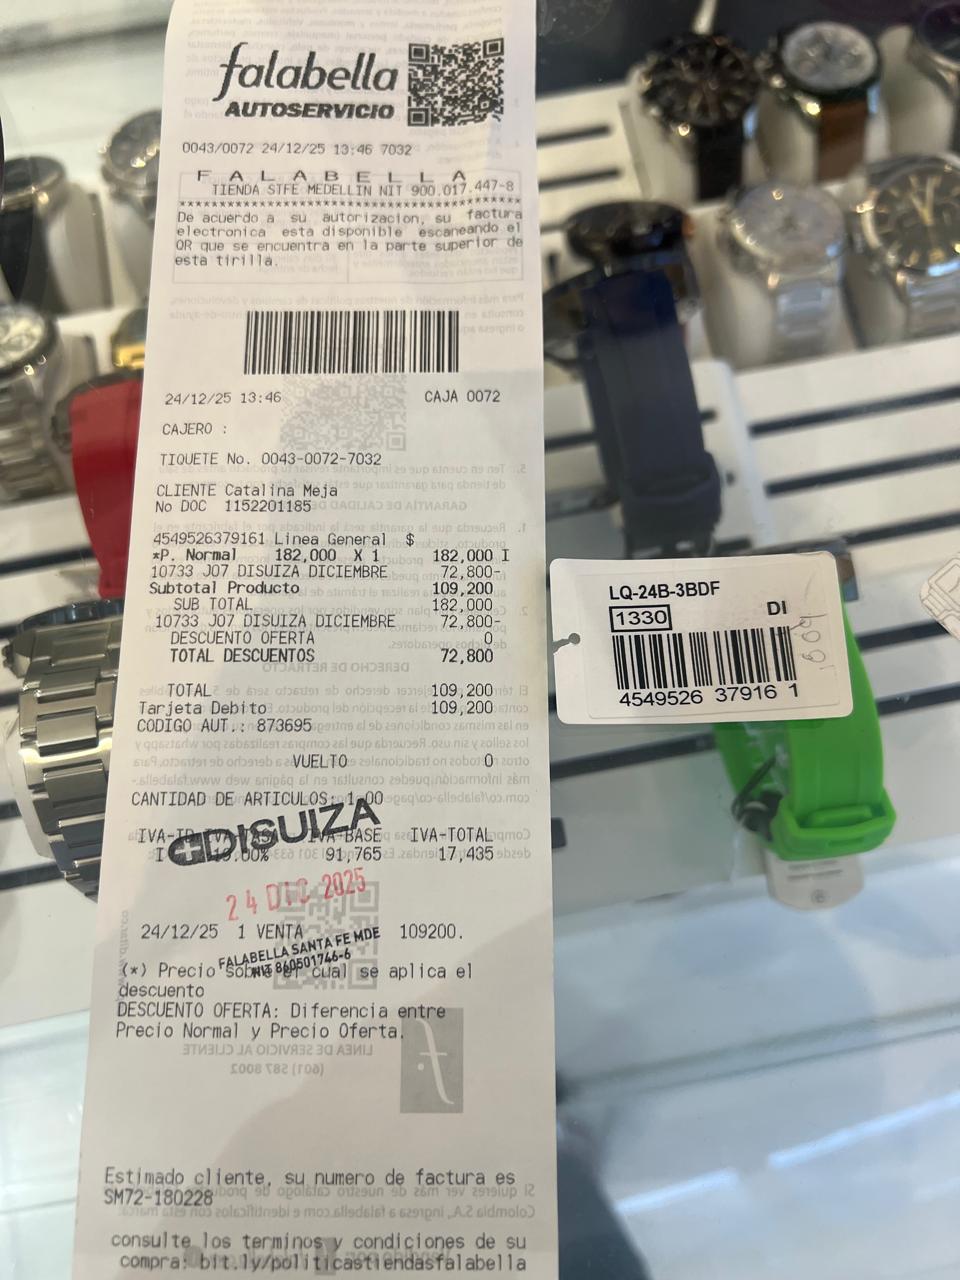 falabella
AUTOSERVICIO
0043/0072 24/12/25 13:46 7032
F A L A B E L L A
TIENDA STFE MEDELLIN NIT 900.017.447-8
****************************************
De acuerdo a su autorizacion, su factura
electronica esta disponible escaneando el
QR que se encuentra en la parte superior de
esta tirilla.
24/12/25 13:46 CAJA 0072
CAJERO :
TIQUETE No. 0043-0072-7032
CLIENTE Catalina Meja
No DOC 1152201185
4549526379161 Linea General $
*P. Normal 182,000 X 1 182,000 I
10733 J07 DISUIZA DICIEMBRE 72,800-
Subtotal Producto 109,200
SUB TOTAL 182,000
10733 J07 DISUIZA DICIEMBRE 72,800-
DESCUENTO OFERTA 0
TOTAL DESCUENTOS 72,800
TOTAL 109,200
Tarjeta Debito 109,200
CODIGO AUT.: 873695
VUELTO 0
CANTIDAD DE ARTICULOS: 1.00
DISUIZA
IVA-BASE IVA-TOTAL
I 19.00% 91,765 17,435
24 DIC 2025
24/12/25 1 VENTA 109200.
FALABELLA SANTA FE MDE
NIT 860501746-6
(*) Precio sobre el cual se aplica el
descuento
DESCUENTO OFERTA: Diferencia entre
Precio Normal y Precio Oferta.
Estimado cliente, su numero de factura es
SM72-180228
consulte los terminos y condiciones de su
compra: bit.ly/politicastiendasfalabella
LQ-24B-3BDF
1330 DI
4549526 37916 1